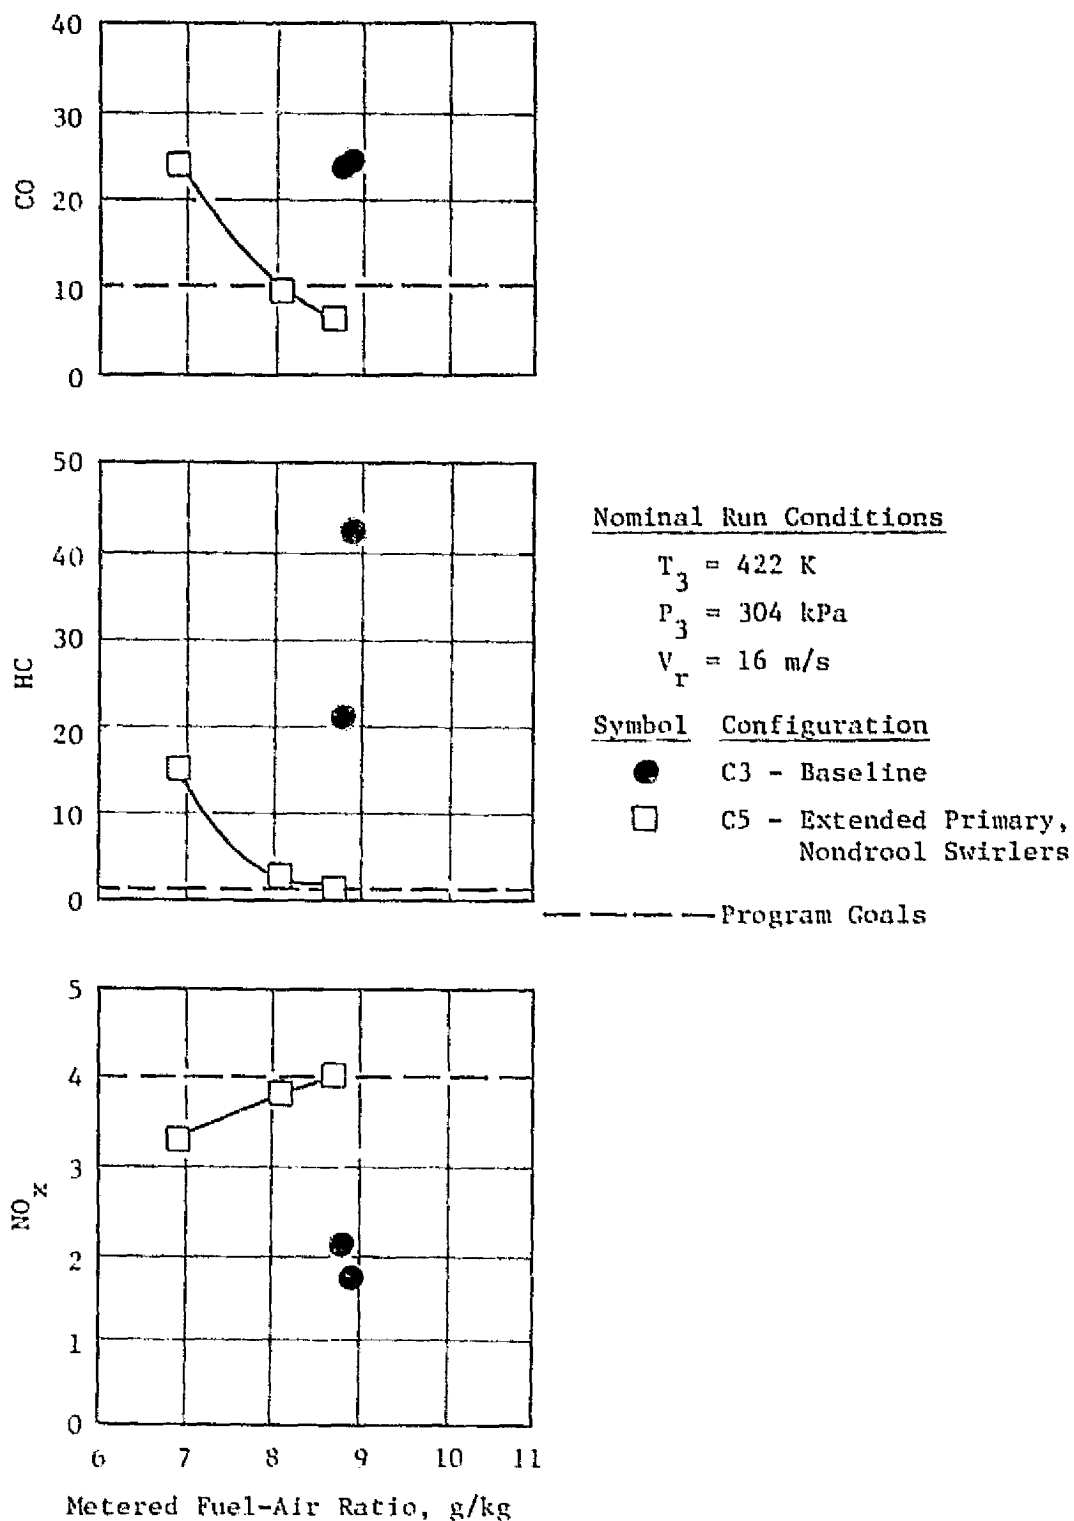 40
30
20
10
0
CO
50
40
30
20
10
0
HC
Nominal Run Conditions
T3 = 422 K
P3 = 304 kPa
Vr = 16 m/s
Symbol Configuration
C3 - Baseline
C5 - Extended Primary,
Nondrool Swirlers
Program Goals
5
4
3
2
1
0
NOx
6 7 8 9 10 11
Metered Fuel-Air Ratio, g/kg